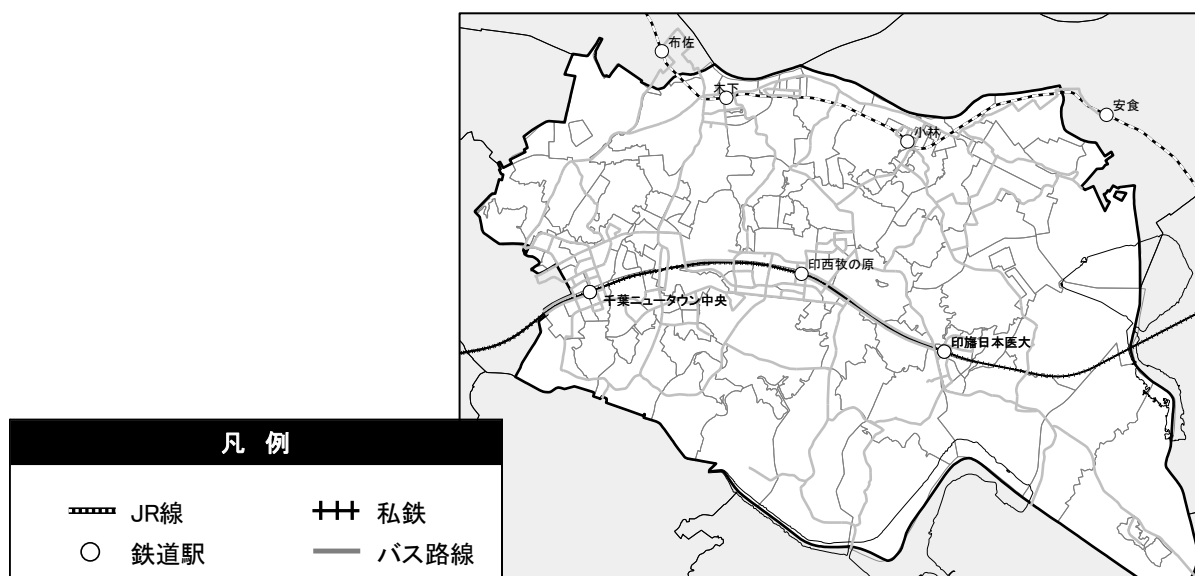 布佐
木下
安食
小林
印西牧の原
千葉ニュータウン中央
印旛日本医大
凡 例
JR線
私鉄
鉄道駅
バス路線